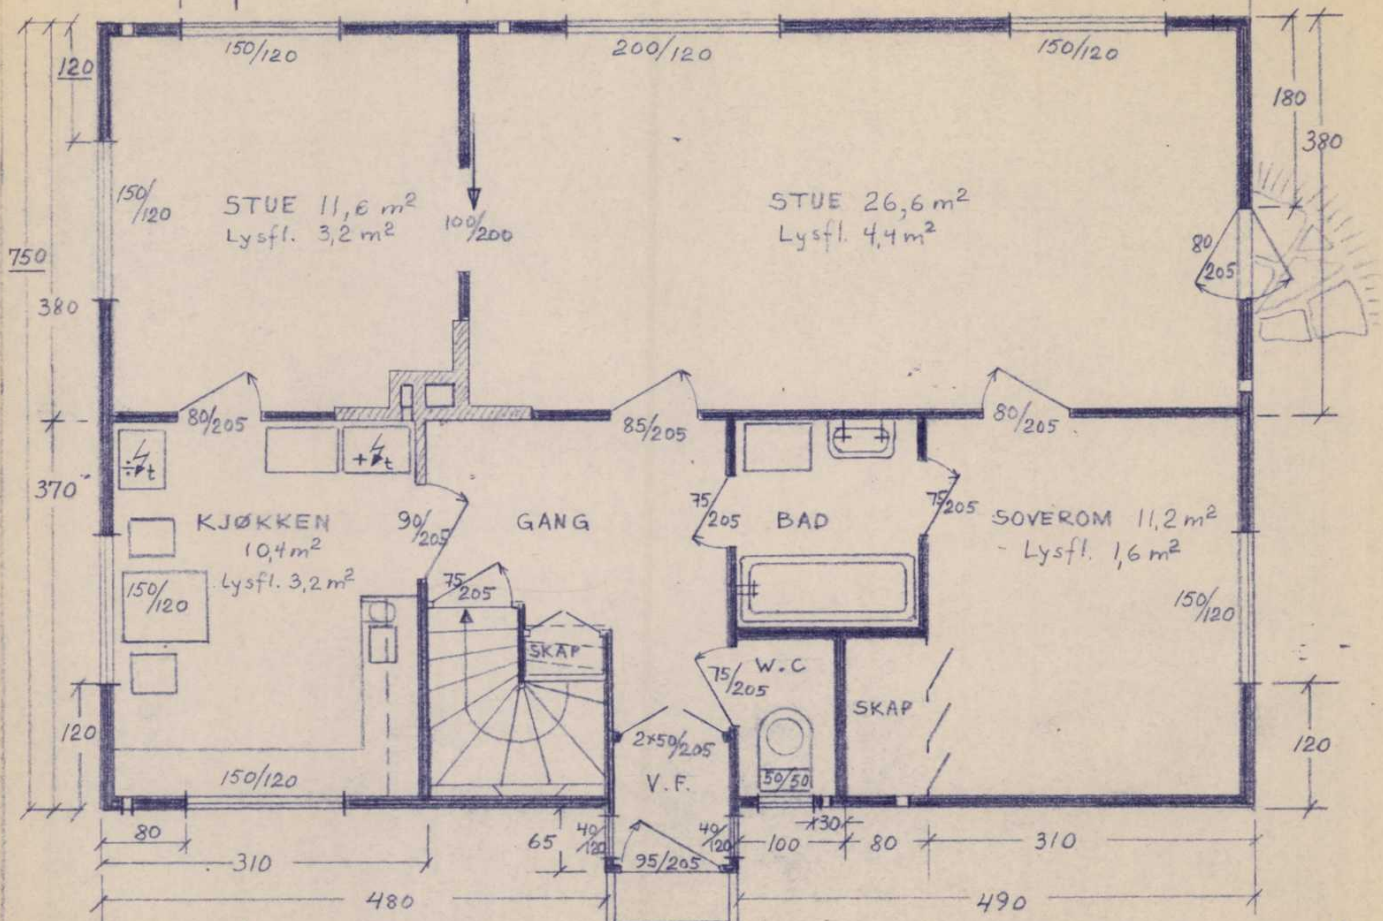 150/120
200/120
150/120
120
180
380
150/120
STUE 11,6 m²
Lysfl. 3,2 m²
100/200
STUE 26,6 m²
Lysfl. 4,4 m²
80
205
750
380
80/205
85/205
80/205
÷ t
+ t
370
KJØKKEN
10,4 m²
Lysfl. 3,2 m²
90/205
GANG
75/205
BAD
75/205
SOVEROM 11,2 m²
Lysfl. 1,6 m²
150/120
75/205
150/120
SKAP
W.C
75/205
SKAP
120
2x50/205
120
150/120
V.F.
50/50
80
65
40/120
40/120
30
310
95/205
100
80
310
480
490